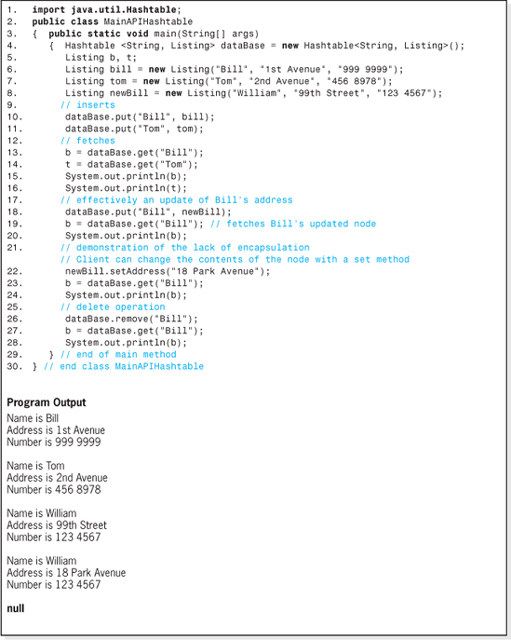 1. import java.util.Hashtable;
2. public class MainAPIHashtable
3. { public static void main(String[] args)
4. { Hashtable <String, Listing> dataBase = new Hashtable<String, Listing>();
5. Listing b, t;
6. Listing bill = new Listing("Bill", "1st Avenue", "999 9999");
7. Listing tom = new Listing("Tom", "2nd Avenue", "456 8978");
8. Listing newBill = new Listing("William", "99th Street", "123 4567");
9. // inserts
10. dataBase.put("Bill", bill);
11. dataBase.put("Tom", tom);
12. // fetches
13. b = dataBase.get("Bill");
14. t = dataBase.get("Tom");
15. System.out.println(b);
16. System.out.println(t);
17. // effectively an update of Bill's address
18. dataBase.put("Bill", newBill);
19. b = dataBase.get("Bill"); // fetches Bill's updated node
20. System.out.println(b);
21. // demonstration of the lack of encapsulation
// Client can change the contents of the node with a set method
22. newBill.setAddress("18 Park Avenue");
23. b = dataBase.get("Bill");
24. System.out.println(b);
25. // delete operation
26. dataBase.remove("Bill");
27. b = dataBase.get("Bill");
28. System.out.println(b);
29. } // end of main method
30. } // end class MainAPIHashtable
Program Output
Name is Bill
Address is 1st Avenue
Number is 999 9999
Name is Tom
Address is 2nd Avenue
Number is 456 8978
Name is William
Address is 99th Street
Number is 123 4567
Name is William
Address is 18 Park Avenue
Number is 123 4567
null